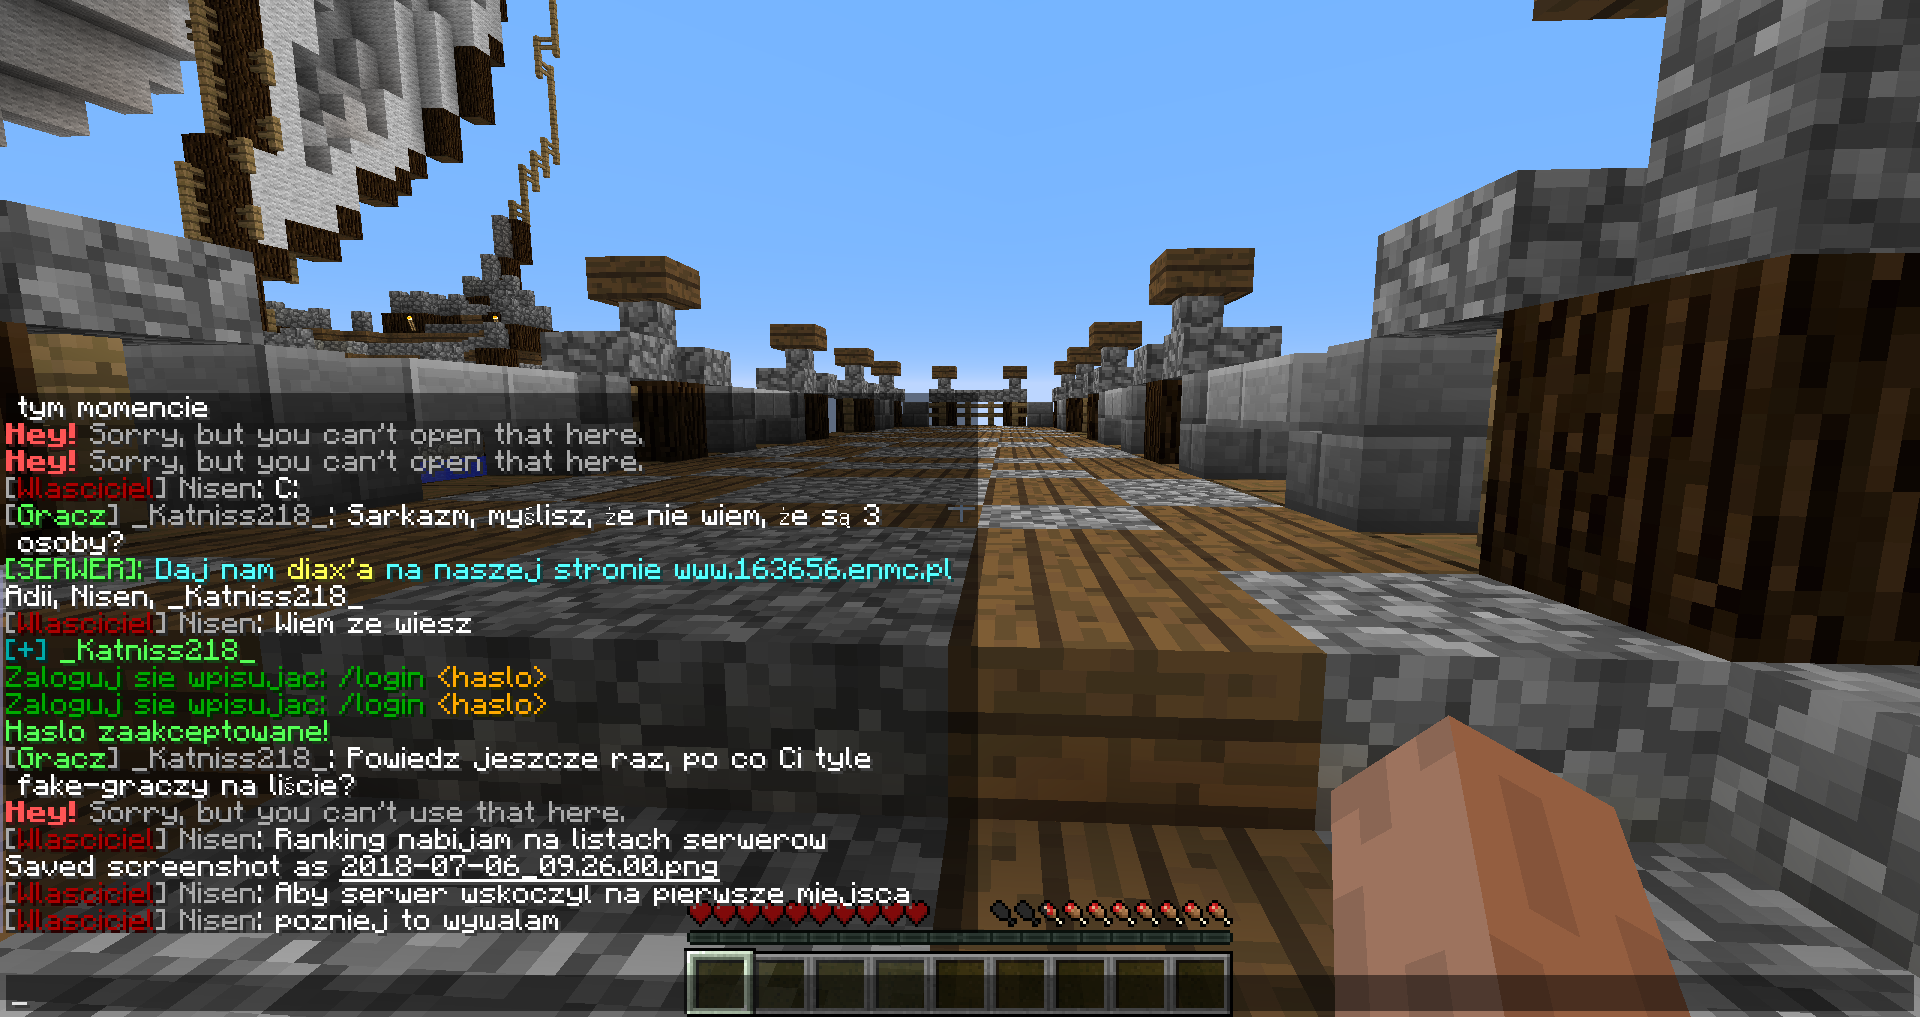 tym momencie
Hey! Sorry, but you can't open that here.
Hey! Sorry, but you can't open that here.
[Wlasciciel] Nisen: C:
[Gracz] _Katniss218_: Sarkazm, myślisz, że nie wiem, że są 3
osoby?
[SERWER]: Daj nam diax'a na naszej stronie www.163656.enmc.pl
Adii, Nisen, _Katniss218_
[Wlasciciel] Nisen: Wiem ze wiesz
[+] _Katniss218_
Zaloguj sie wpisujac: /login <haslo>
Zaloguj sie wpisujac: /login <haslo>
Haslo zaakceptowane!
[Gracz] _Katniss218_: Powiedz jeszcze raz, po co Ci tyle
fake-graczy na liście?
Hey! Sorry, but you can't use that here.
[Wlasciciel] Nisen: Ranking nabijam na listach serwerow
Saved screenshot as 2018-07-06_09.26.00.png
[Wlasciciel] Nisen: Aby serwer wskoczyl na pierwsze miejsca
[Wlasciciel] Nisen: pozniej to wywalam
_